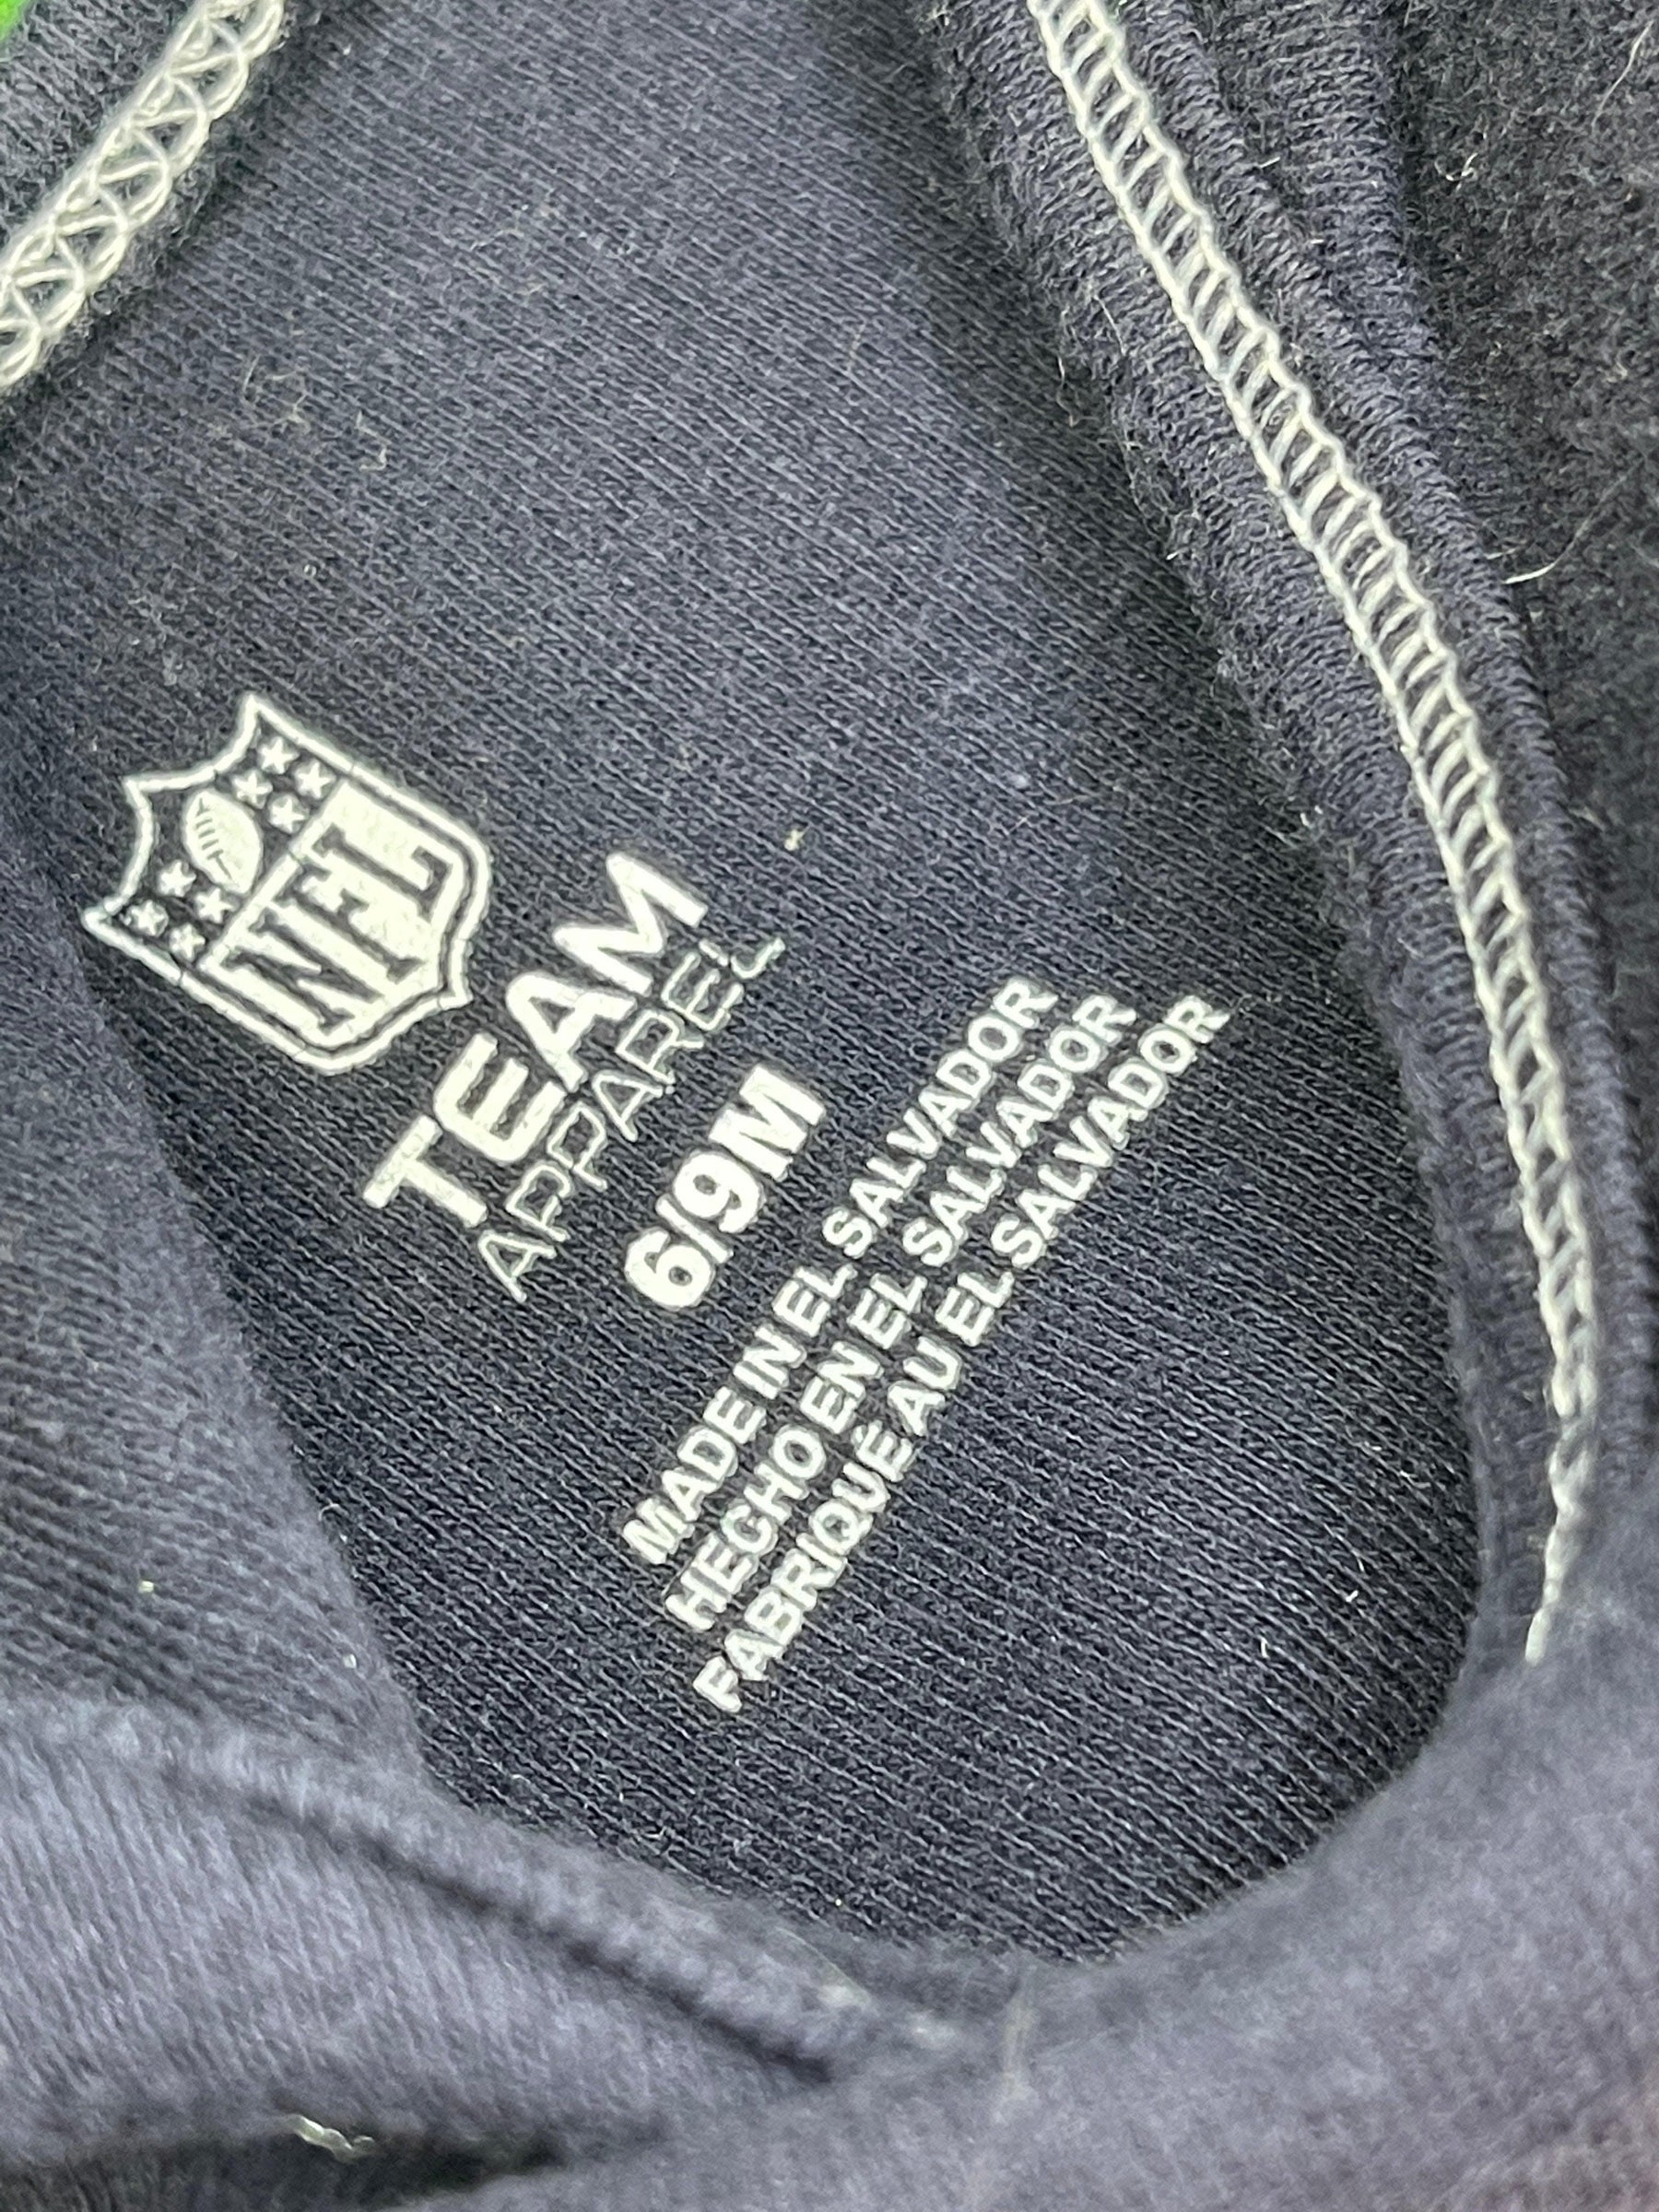 NFL
TEAM
APPAREL
6/9M
MADE IN EL SALVADOR
HECHO EN EL SALVADOR
FABRIQUÉ AU EL SALVADOR